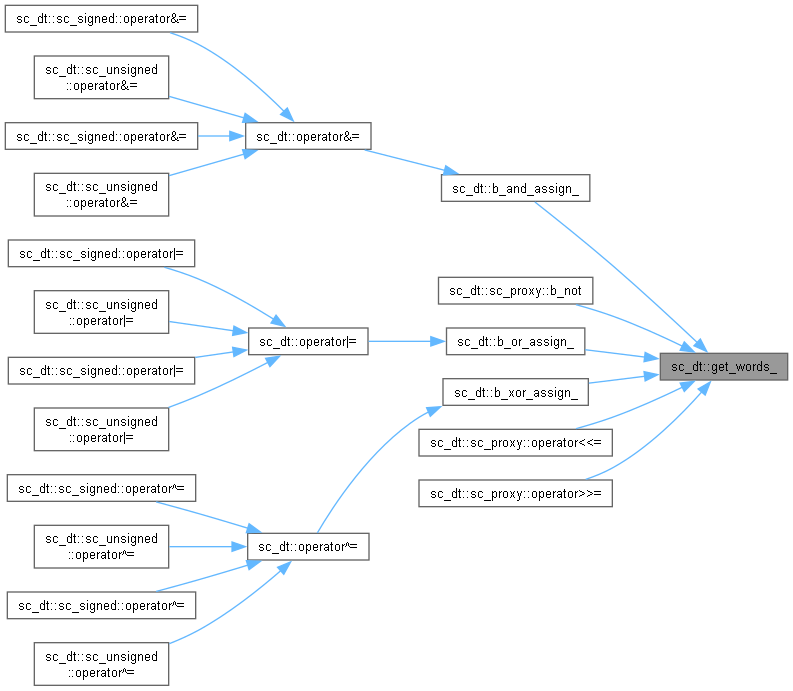 sc_dt::sc_signed::operator&=
sc_dt::sc_unsigned
::operator&=
sc_dt::sc_signed::operator&=
sc_dt::sc_unsigned
::operator&=
sc_dt::operator&=
sc_dt::b_and_assign_
sc_dt::sc_signed::operator|=
sc_dt::sc_unsigned
::operator|=
sc_dt::sc_signed::operator|=
sc_dt::sc_unsigned
::operator|=
sc_dt::operator|=
sc_dt::sc_proxy::b_not
sc_dt::b_or_assign_
sc_dt::get_words_
sc_dt::b_xor_assign_
sc_dt::sc_proxy::operator<<=
sc_dt::sc_proxy::operator>>=
sc_dt::sc_signed::operator^=
sc_dt::sc_unsigned
::operator^=
sc_dt::sc_signed::operator^=
sc_dt::sc_unsigned
::operator^=
sc_dt::operator^=